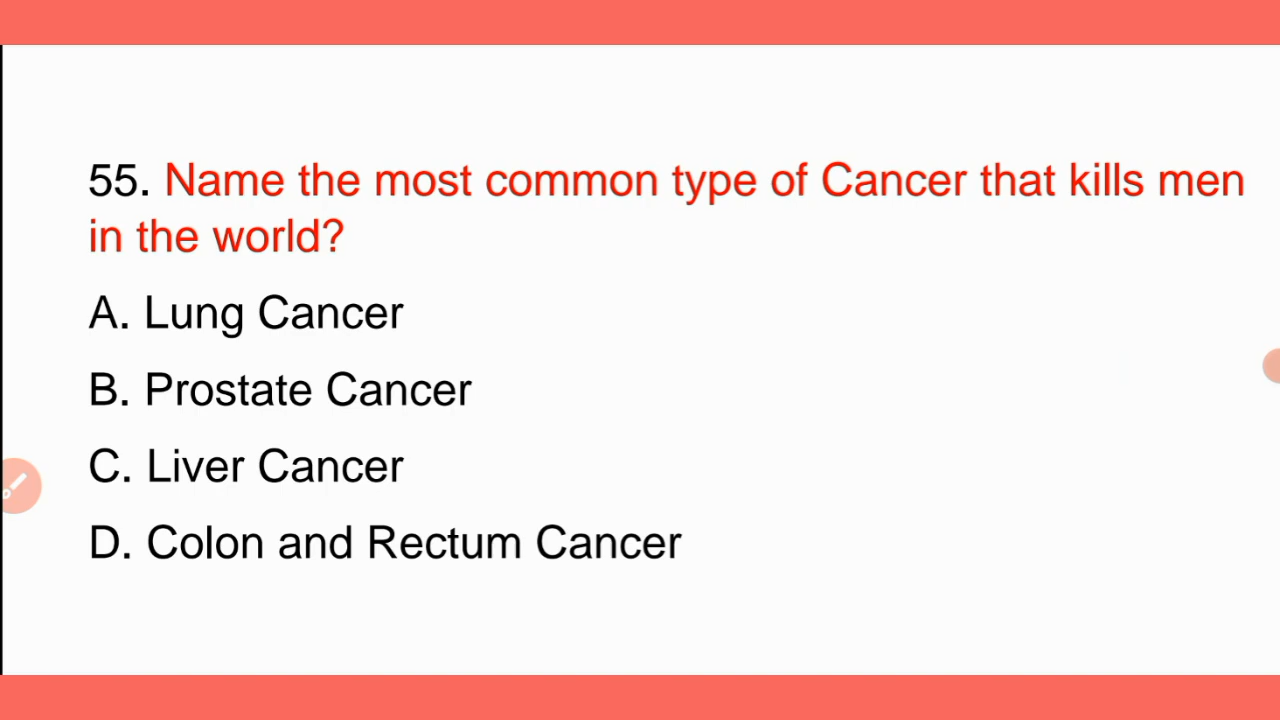 55. Name the most common type of Cancer that kills men
in the world?
A. Lung Cancer
B. Prostate Cancer
C. Liver Cancer
D. Colon and Rectum Cancer